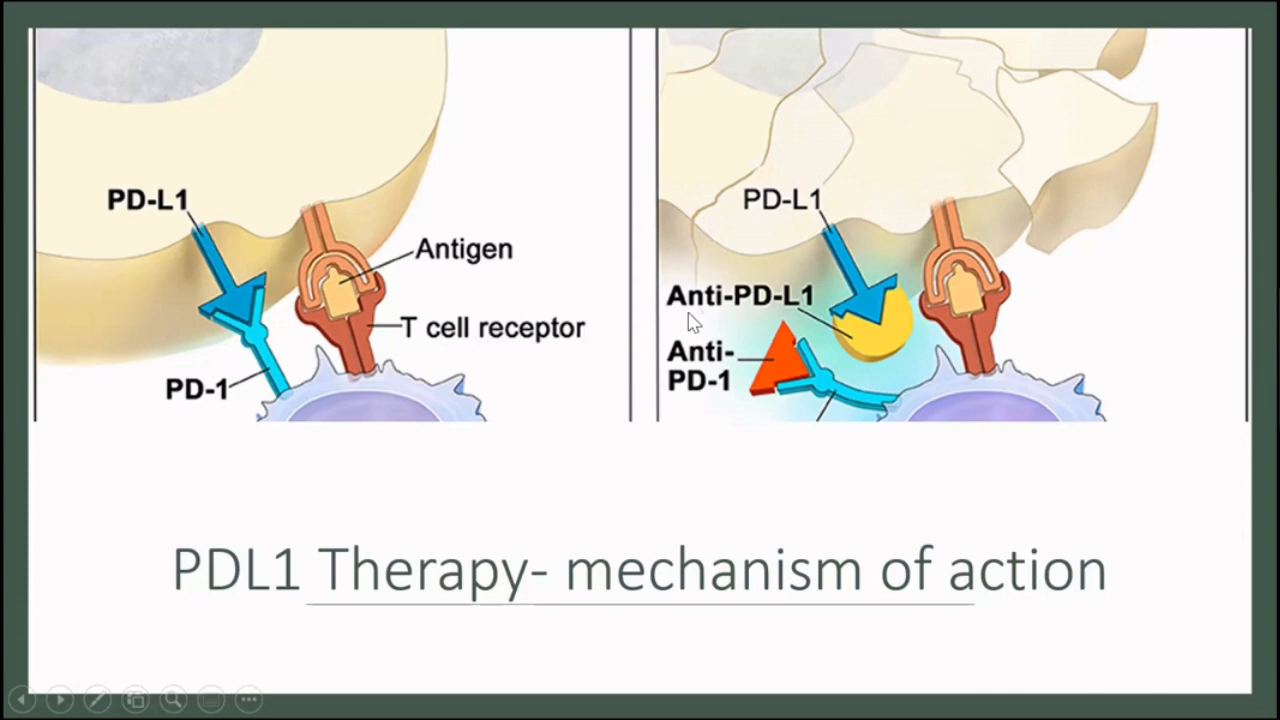 PD-L1
Antigen
T cell receptor
PD-1
PD-L1
Anti-PD-L1
Anti-
PD-1
PDL1 Therapy- mechanism of action